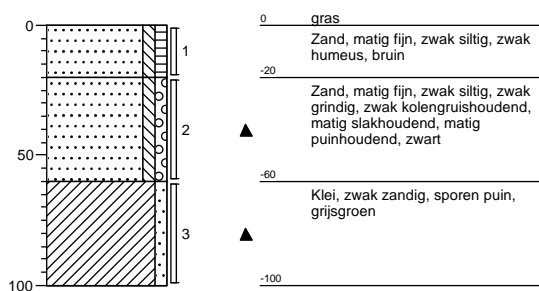 0
50
100
1
2
3
0 gras
Zand, matig fijn, zwak siltig, zwak
humeus, bruin
-20
Zand, matig fijn, zwak siltig, zwak
grindig, zwak kolengruishoudend,
matig slakhoudend, matig
puinhoudend, zwart
-60
Klei, zwak zandig, sporen puin,
grijsgroen
-100